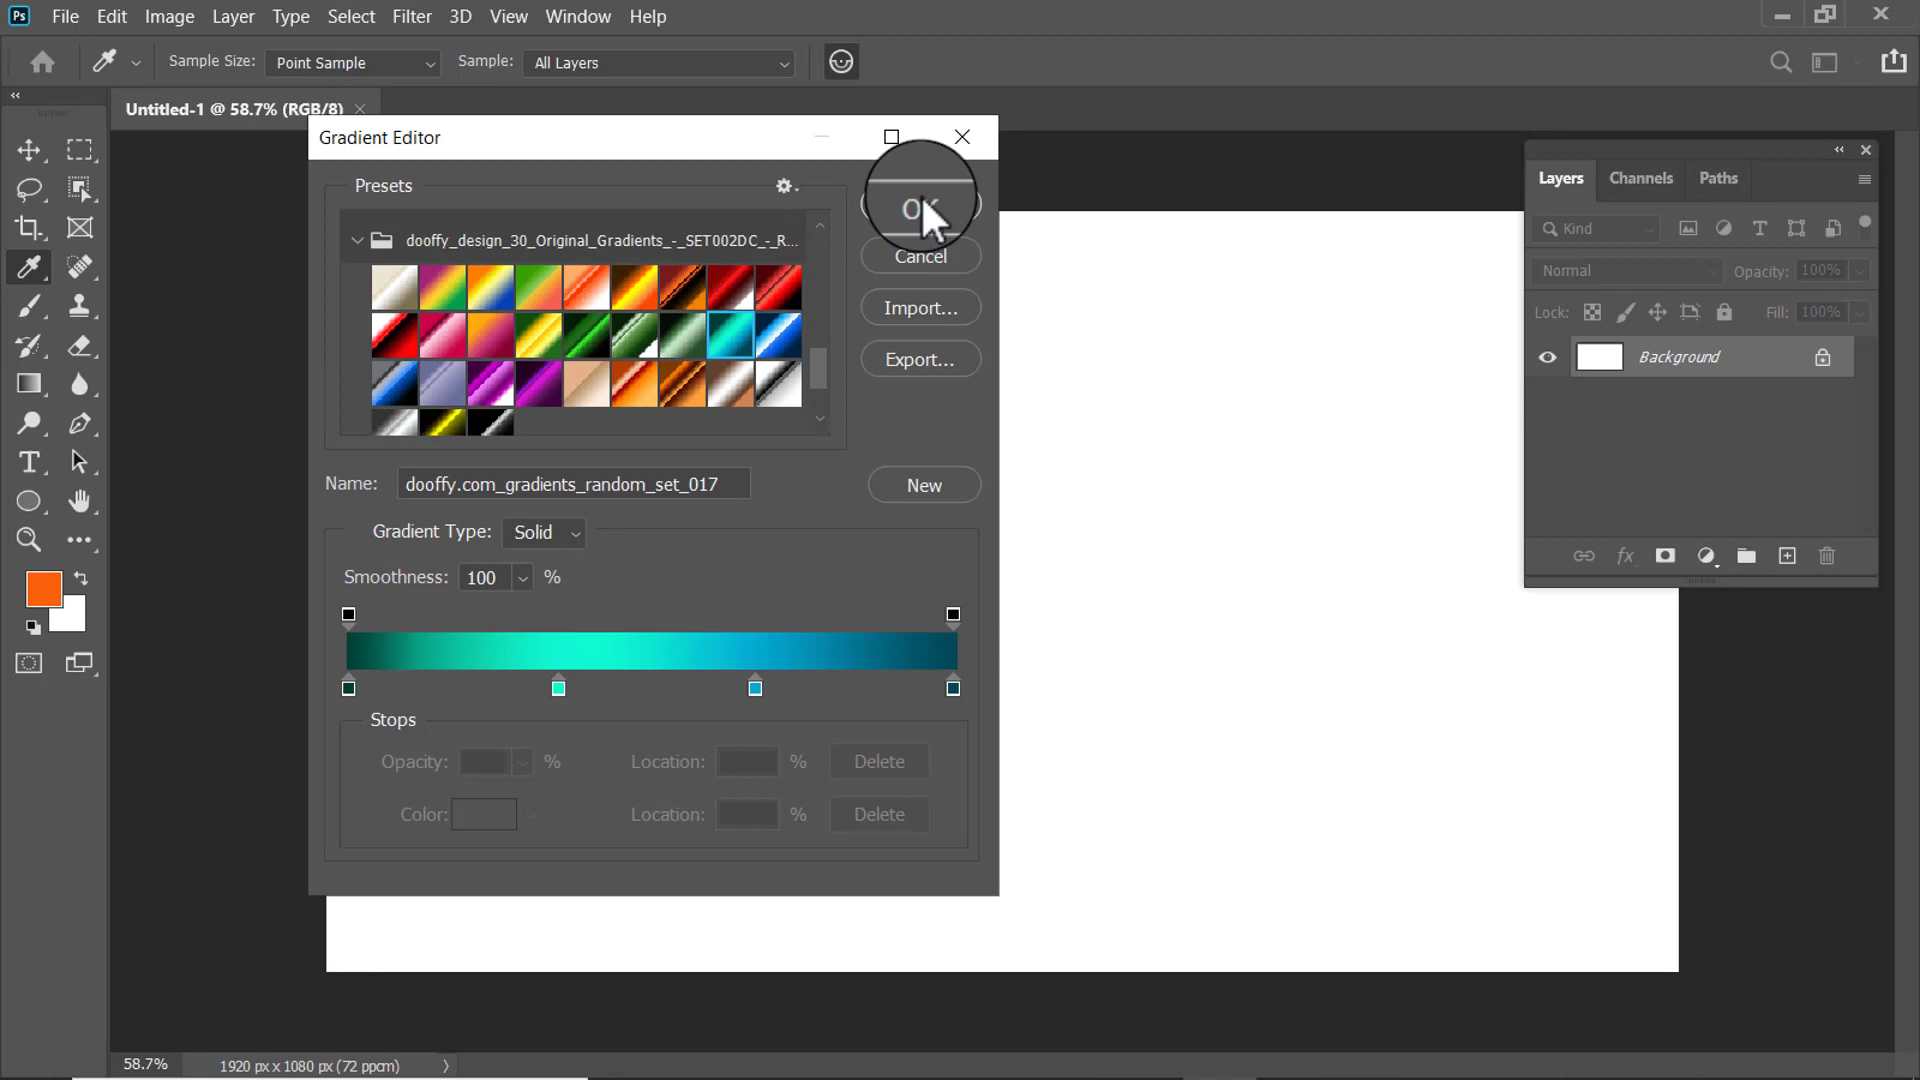 Ps File Edit Image Layer Type Select Filter 3D View Window Help
Sample Size: Point Sample Sample: All Layers
Untitled-1 @ 58.7% (RGB/8)
Gradient Editor
Presets
dooffy_design_30_Original_Gradients_-_SET002DC_-_R...
OK
Cancel
Import...
Export...
Name: dooffy.com_gradients_random_set_017
New
Gradient Type: Solid
Smoothness: 100 %
Stops
Opacity: % Location: % Delete
Color: Location: % Delete
Layers Channels Paths
Kind
Normal Opacity: 100%
Lock: Fill: 100%
Background
fx
58.7% 1920 px x 1080 px (72 ppcm)